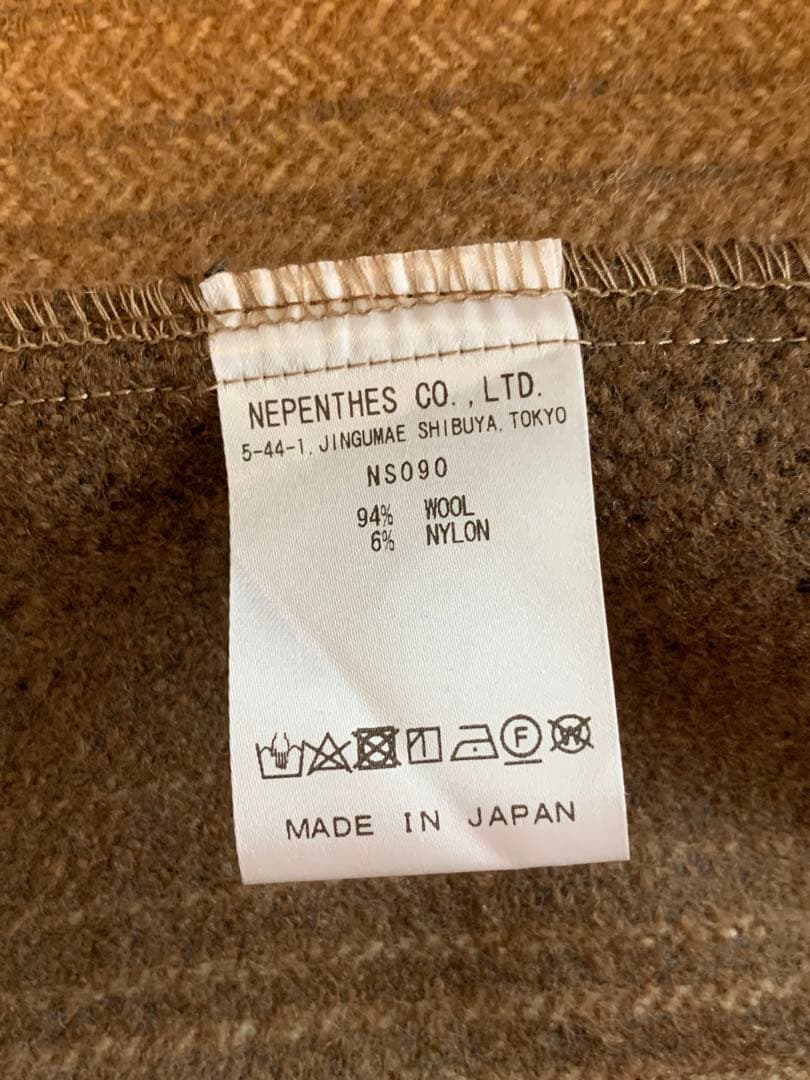 NEPENTHES CO., LTD.
5-44-1, JINGUMAE SHIBUYA, TOKYO
NS090
94% WOOL
6% NYLON
F
W
MADE IN JAPAN